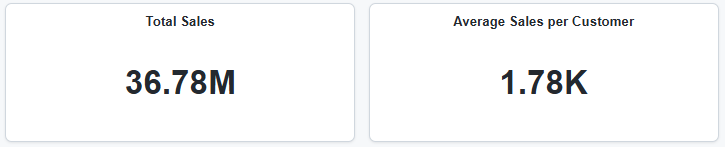 Total Sales
36.78M
Average Sales per Customer
1.78K